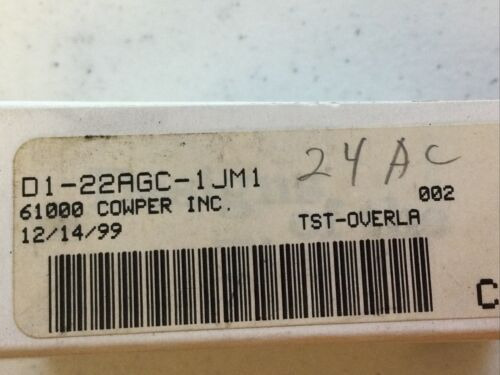 24 AC
D1-22AGC-1JM1
61000 COWPER INC. 002
12/14/99 TST-OVERLA
C